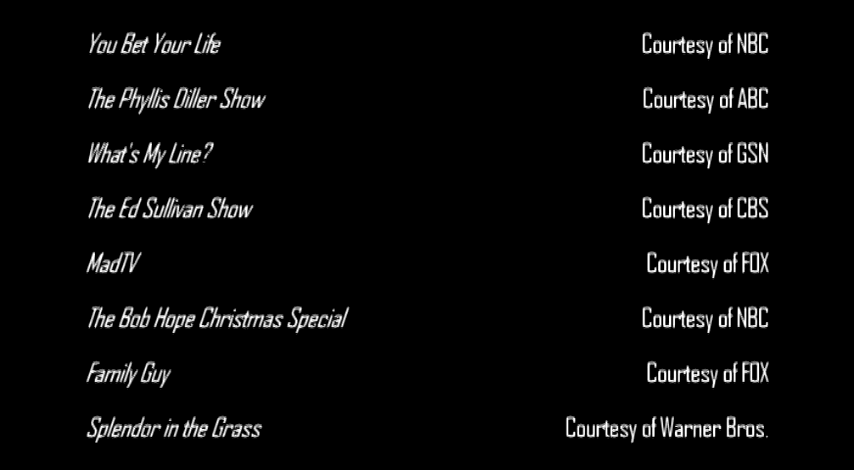 You Bet Your Life Courtesy of NBC
The Phyllis Diller Show Courtesy of ABC
What's My Line? Courtesy of GSN
The Ed Sullivan Show Courtesy of CBS
MadTV Courtesy of FOX
The Bob Hope Christmas Special Courtesy of NBC
Family Guy Courtesy of FOX
Splendor in the Grass Courtesy of Warner Bros.